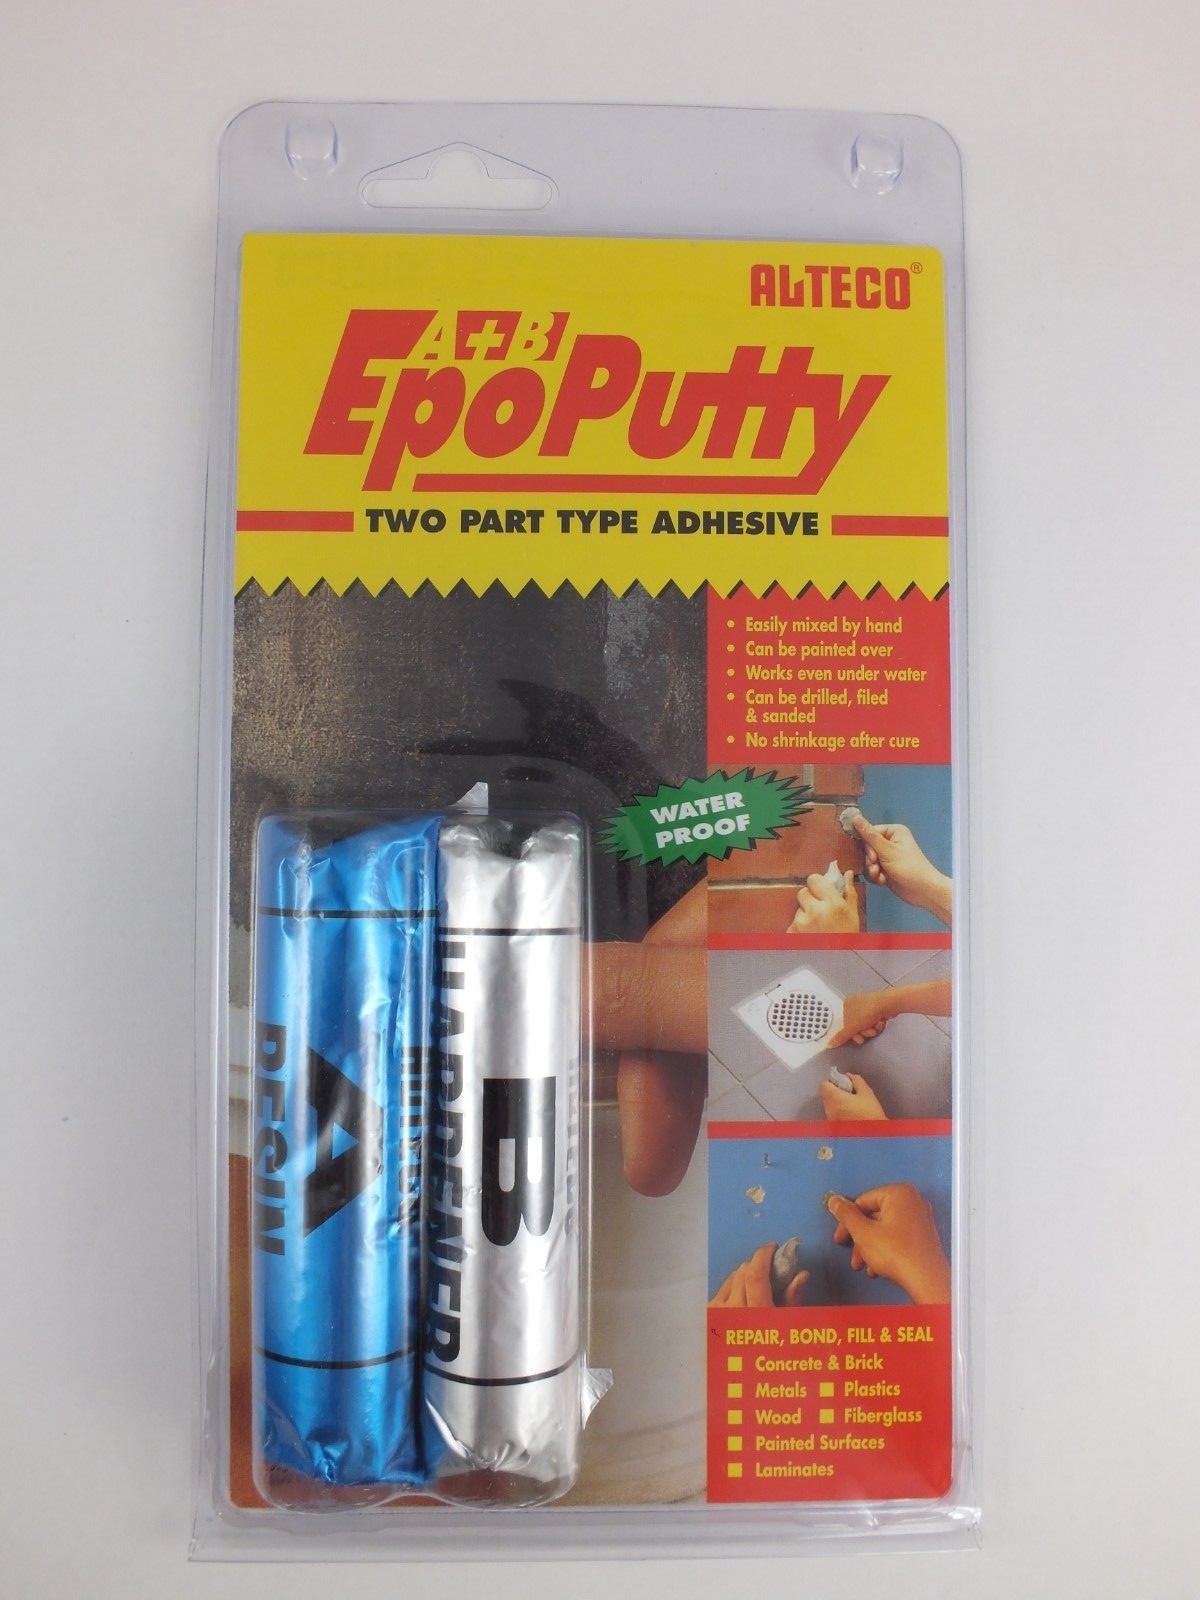 ALTECO®
A+B
EpoPutty
TWO PART TYPE ADHESIVE
• Easily mixed by hand
• Can be painted over
• Works even under water
• Can be drilled, filed
& sanded
• No shrinkage after cure
WATER
PROOF
A
RESIN
B
HARDENER
REPAIR, BOND, FILL & SEAL
Concrete & Brick
Metals
Plastics
Wood
Fiberglass
Painted Surfaces
Laminates